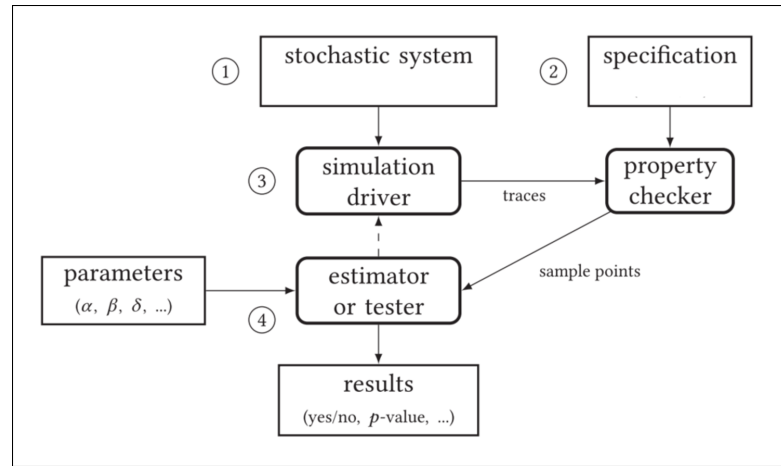 ① stochastic system
② specification
③ simulation
driver
traces
property
checker
parameters
(α, β, δ, ...)
④ estimator
or tester
sample points
results
(yes/no, p-value, ...)